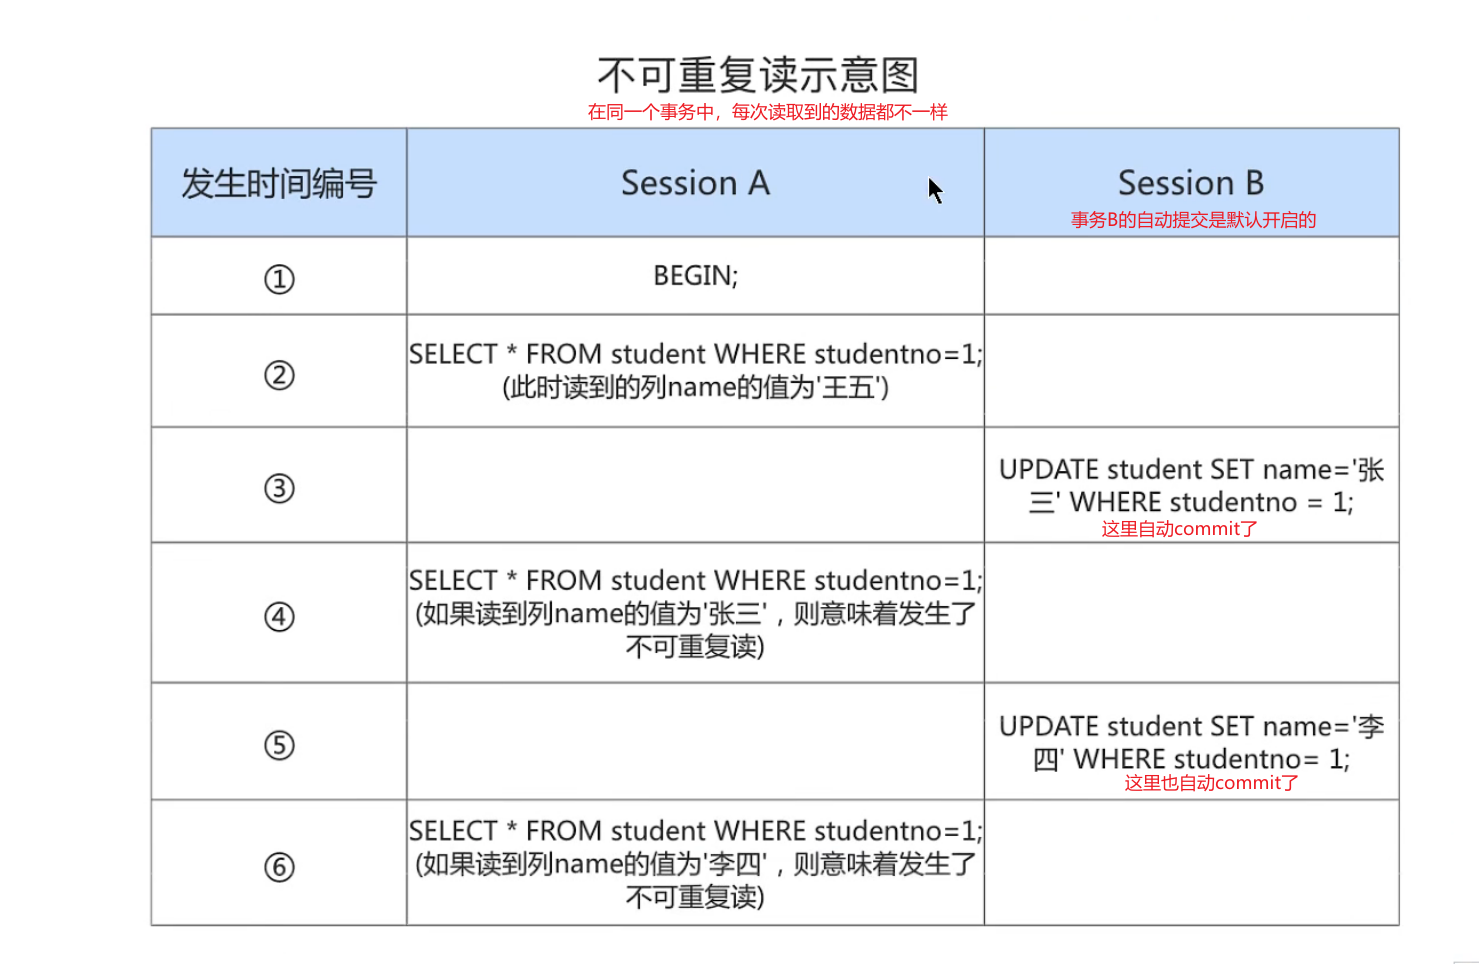 不可重复读示意图
在同一个事务中，每次读取到的数据都不一样
发生时间编号
Session A
Session B
事务B的自动提交是默认开启的
①
BEGIN;
②
SELECT * FROM student WHERE studentno=1;
(此时读到的列name的值为'王五')
③
UPDATE student SET name='张
三' WHERE studentno = 1;
这里自动commit了
④
SELECT * FROM student WHERE studentno=1;
(如果读到列name的值为'张三'，则意味着发生了
不可重复读)
⑤
UPDATE student SET name='李
四' WHERE studentno= 1;
这里也自动commit了
⑥
SELECT * FROM student WHERE studentno=1;
(如果读到列name的值为'李四'，则意味着发生了
不可重复读)